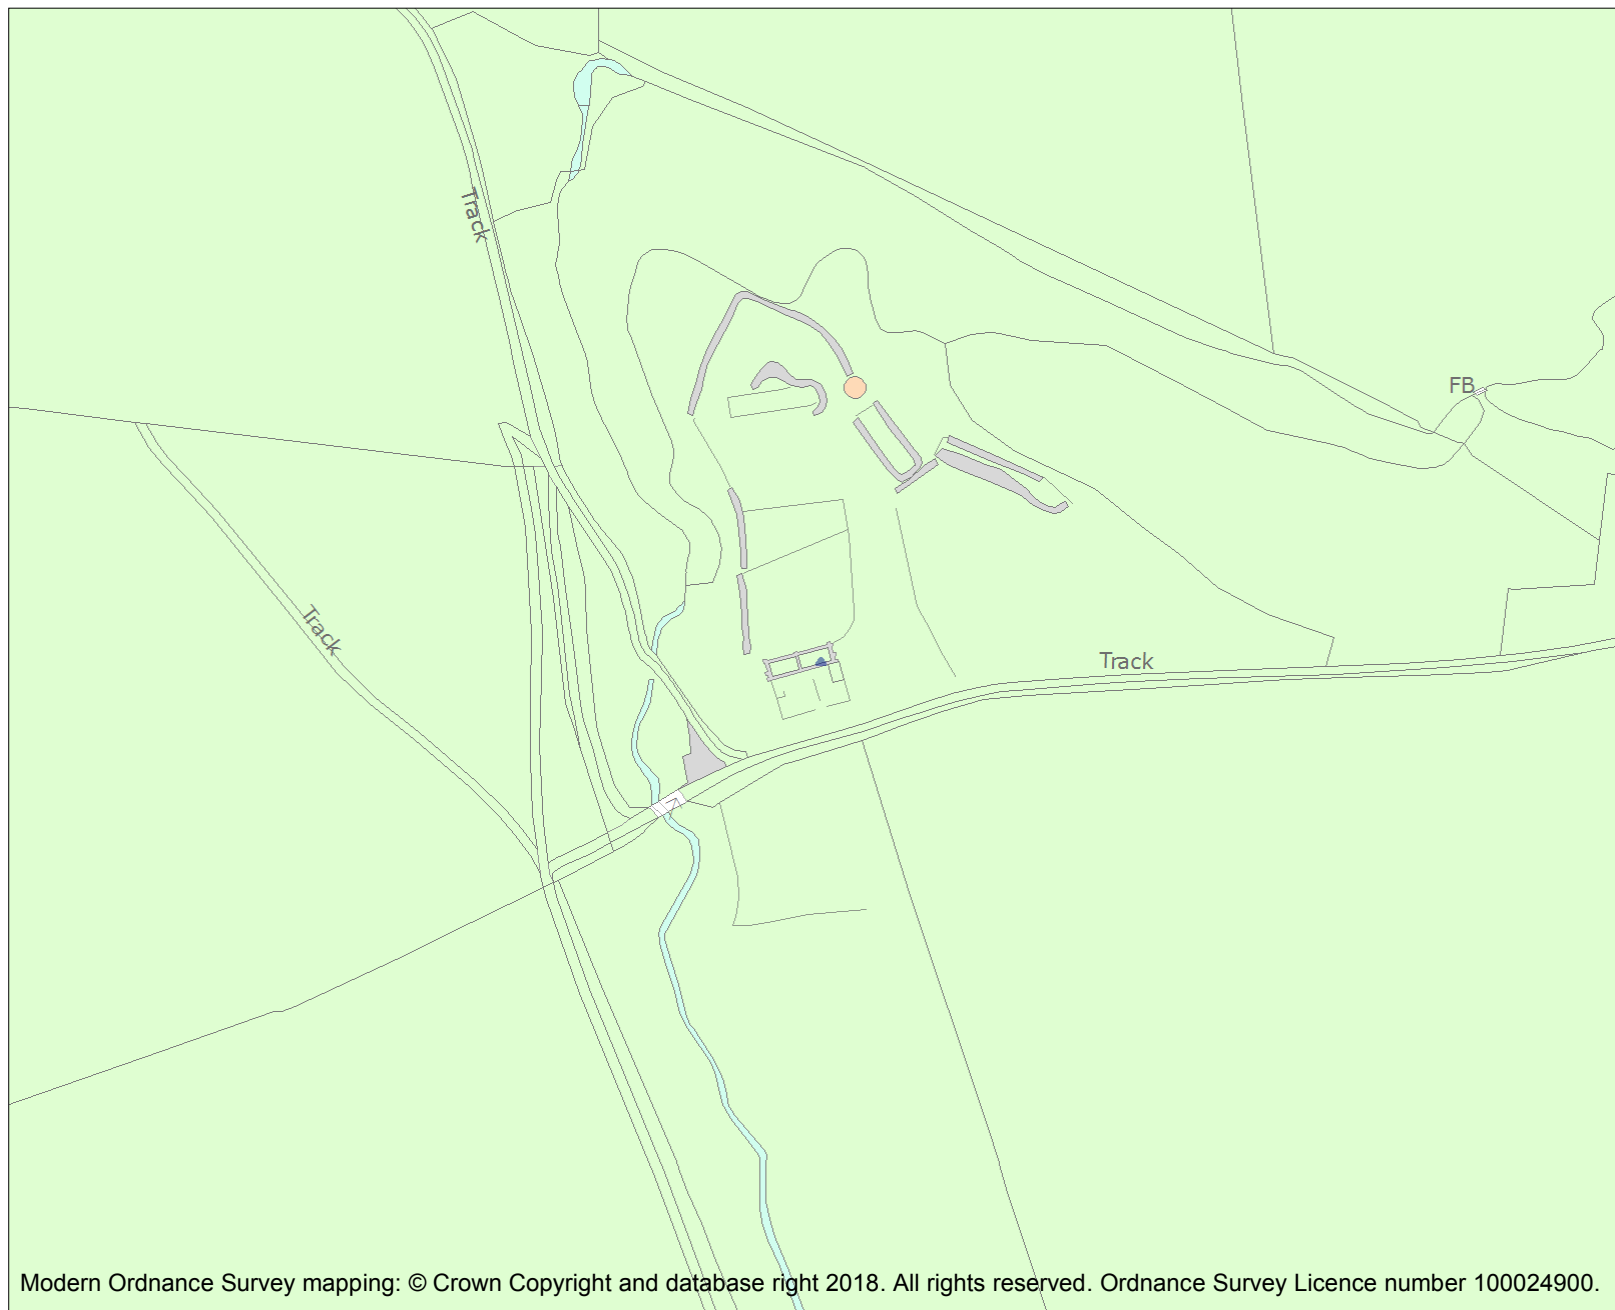 Track
FB
Track
Track
Modern Ordnance Survey mapping: © Crown Copyright and database right 2018. All rights reserved. Ordnance Survey Licence number 100024900.